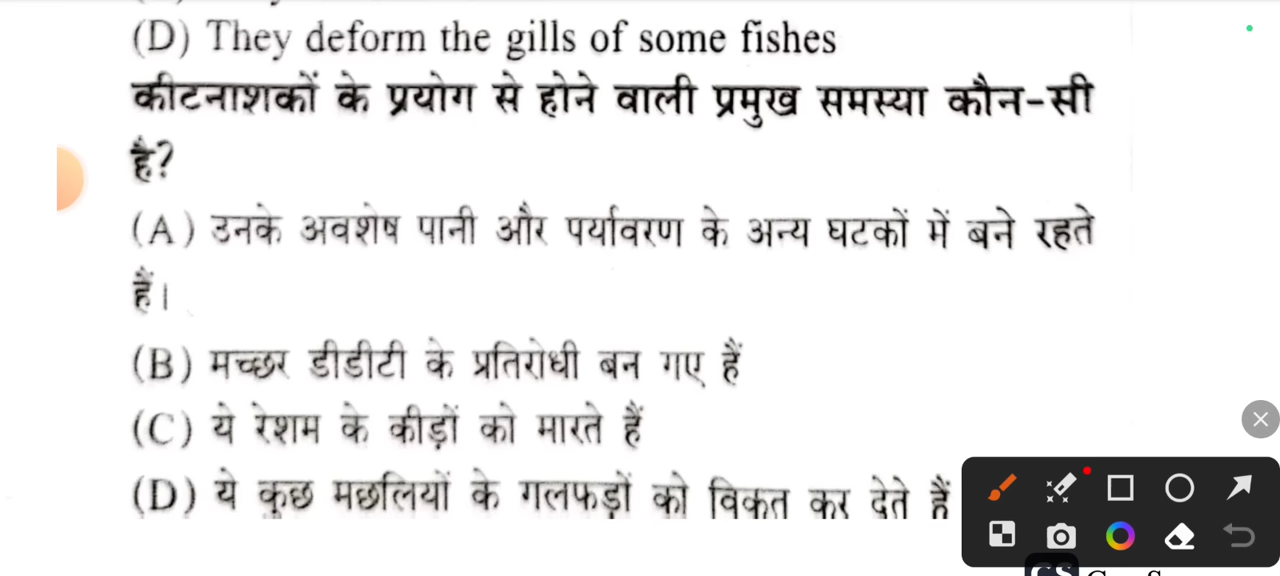 (D) They deform the gills of some fishes
कीटनाशकों के प्रयोग से होने वाली प्रमुख समस्या कौन-सी
है?
(A) उनके अवशेष पानी और पर्यावरण के अन्य घटकों में बने रहते
हैं।
(B) मच्छर डीडीटी के प्रतिरोधी बन गए हैं
(C) ये रेशम के कीड़ों को मारते हैं
(D) ये कुछ मछलियों के गलफड़ों को विकृत कर देते हैं